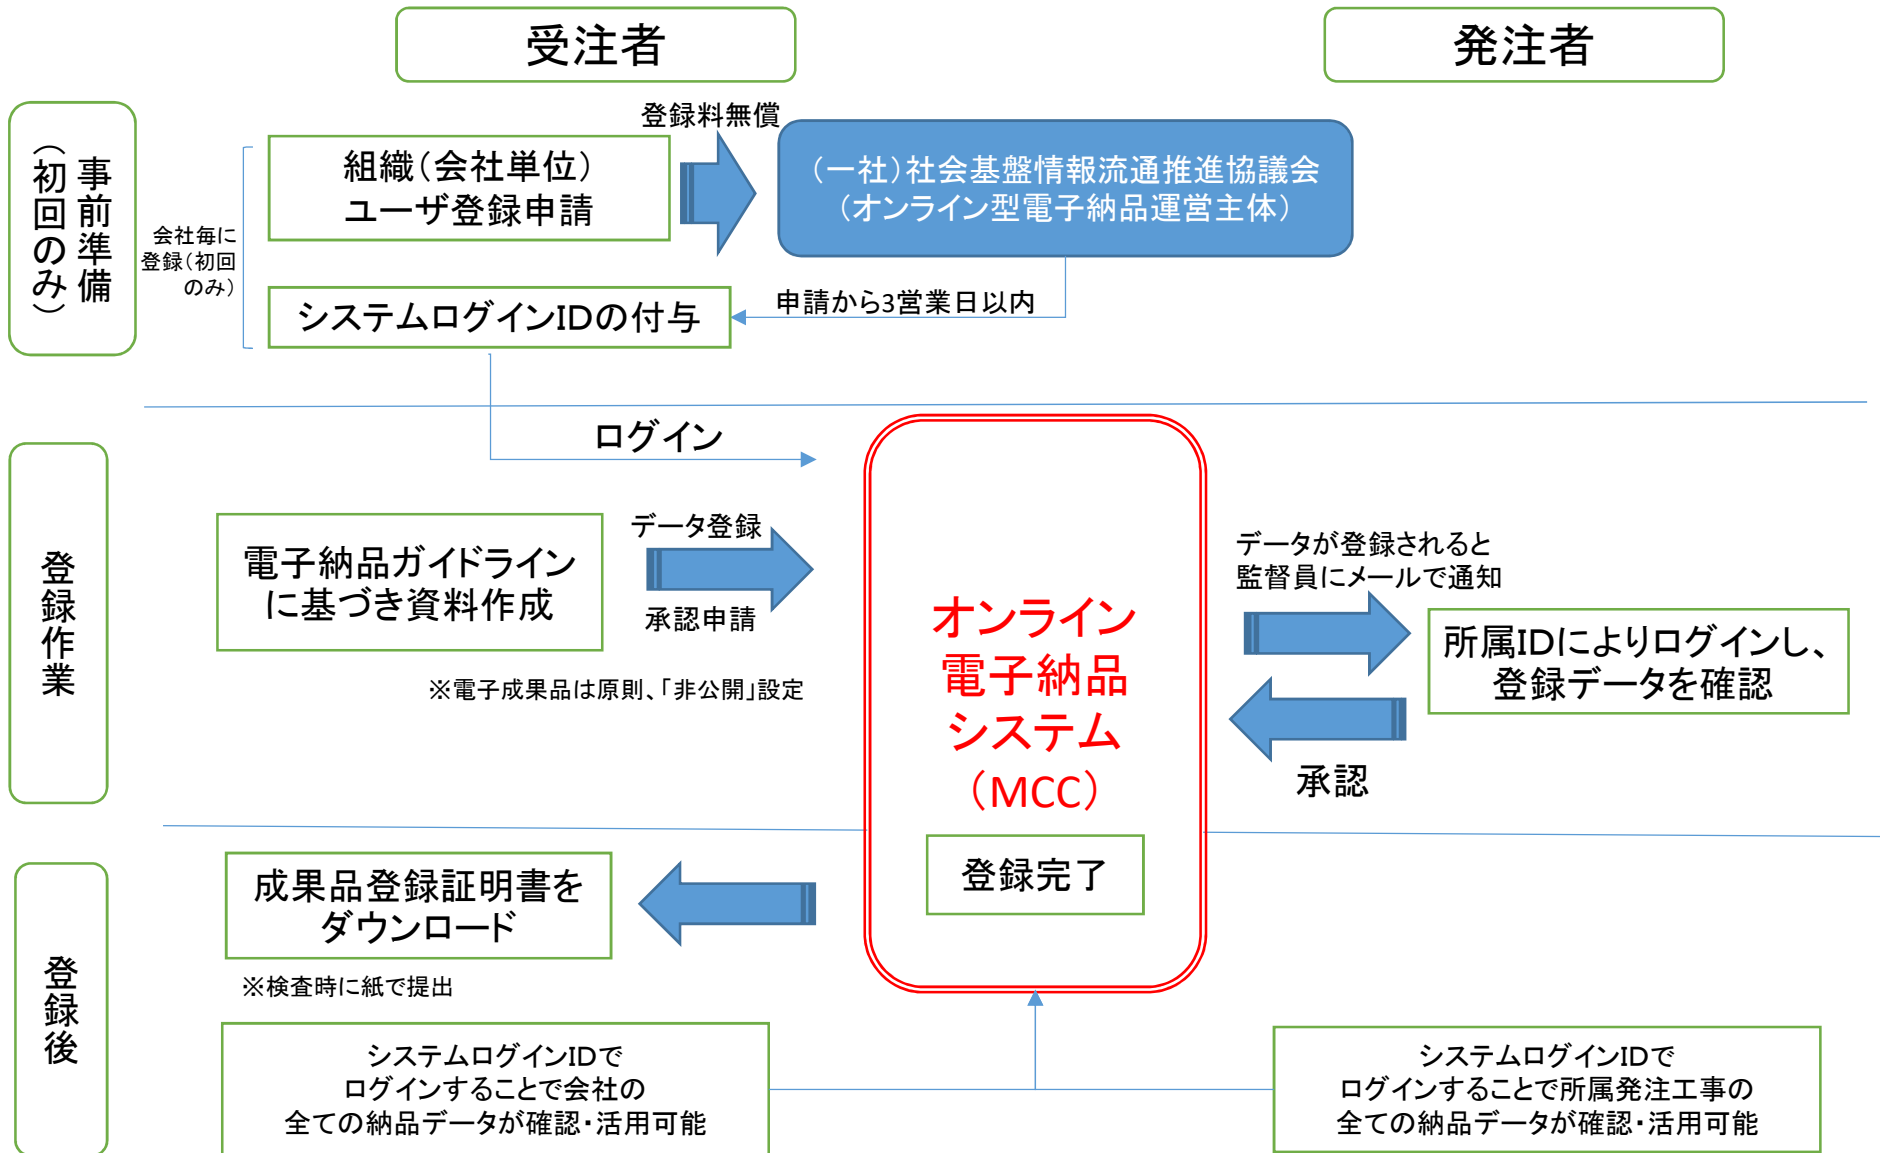 受注者
発注者
事前準備
（初回のみ）
会社毎に
登録（初回
のみ）
組織（会社単位）
ユーザ登録申請
登録料無償
（一社）社会基盤情報流通推進協議会
（オンライン型電子納品運営主体）
システムログインIDの付与
申請から3営業日以内
ログイン
登録作業
電子納品ガイドライン
に基づき資料作成
データ登録
承認申請
※電子成果品は原則、「非公開」設定
オンライン
電子納品
システム
（MCC）
データが登録されると
監督員にメールで通知
所属IDによりログインし、
登録データを確認
承認
登録完了
登録後
成果品登録証明書を
ダウンロード
※検査時に紙で提出
システムログインIDで
ログインすることで会社の
全ての納品データが確認・活用可能
システムログインIDで
ログインすることで所属発注工事の
全ての納品データが確認・活用可能